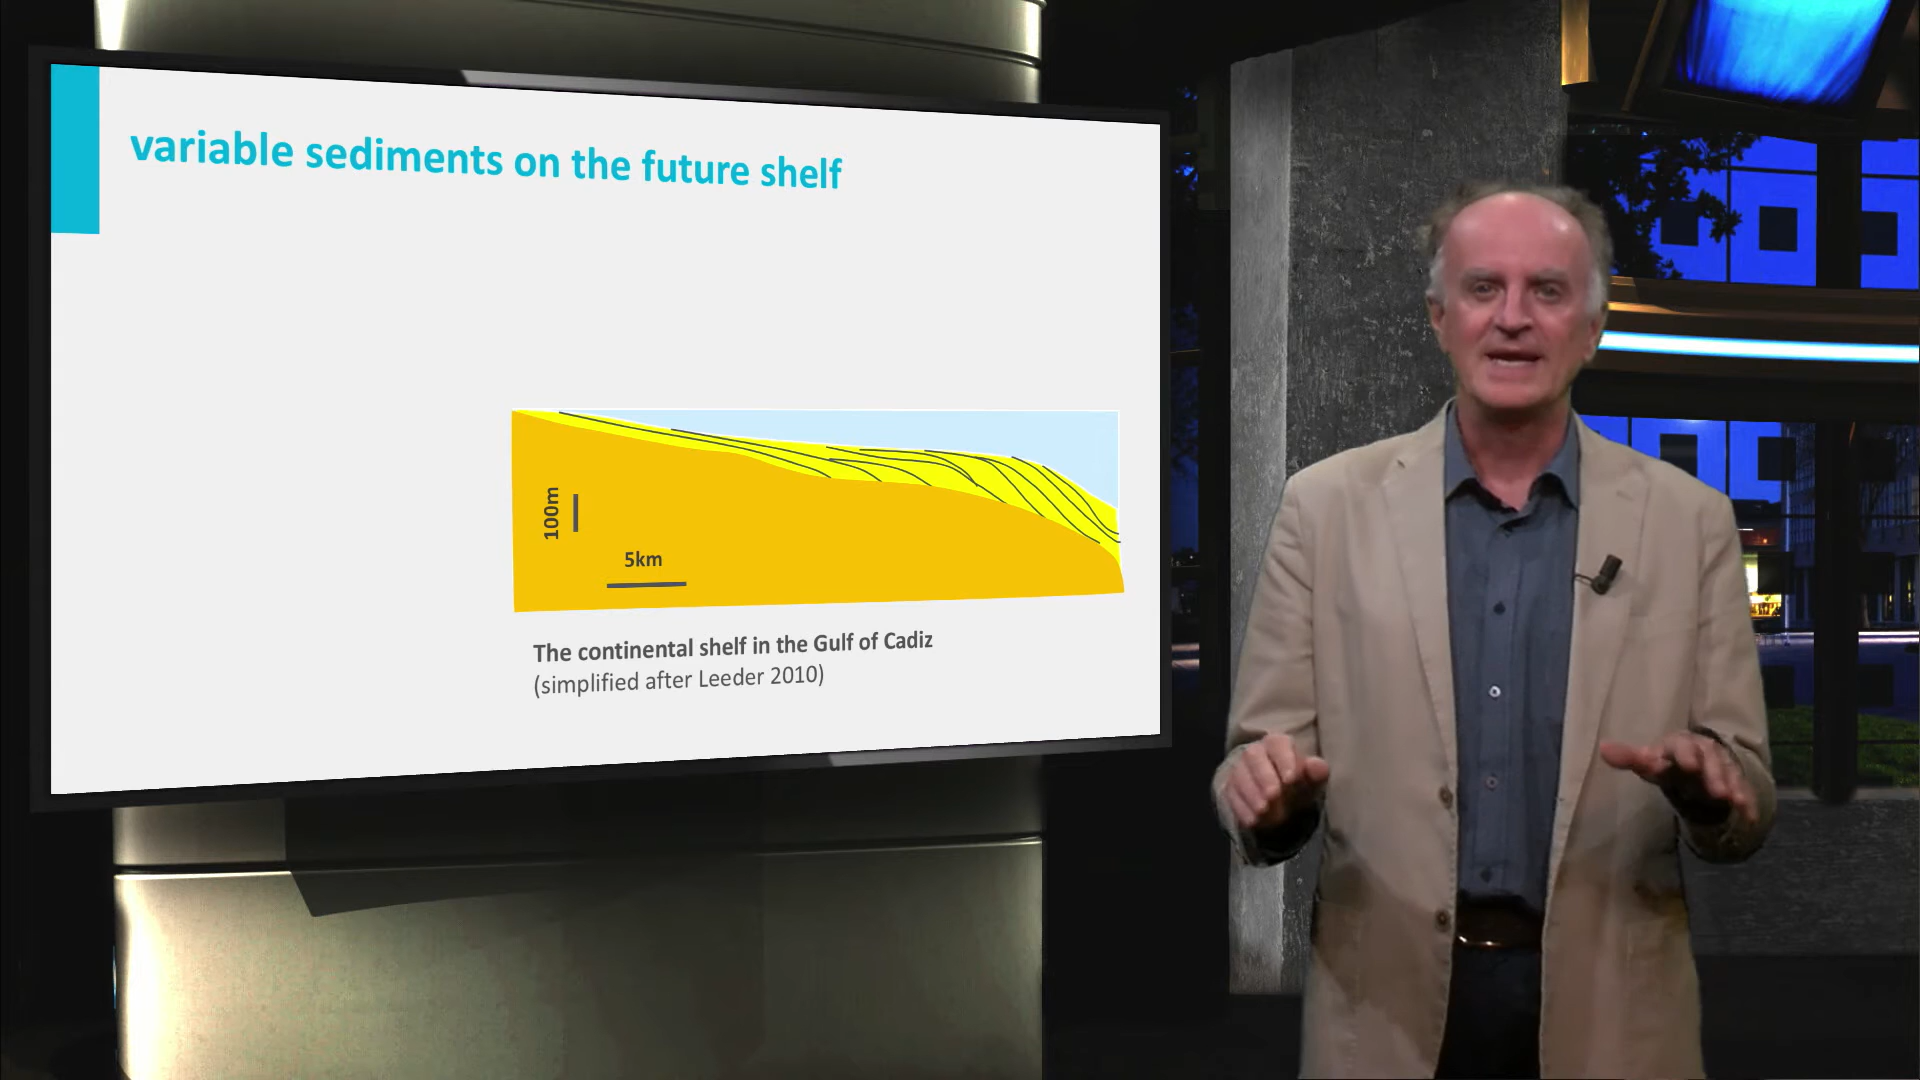 variable sediments on the future shelf
100m
5km
The continental shelf in the Gulf of Cadiz
(simplified after Leeder 2010)